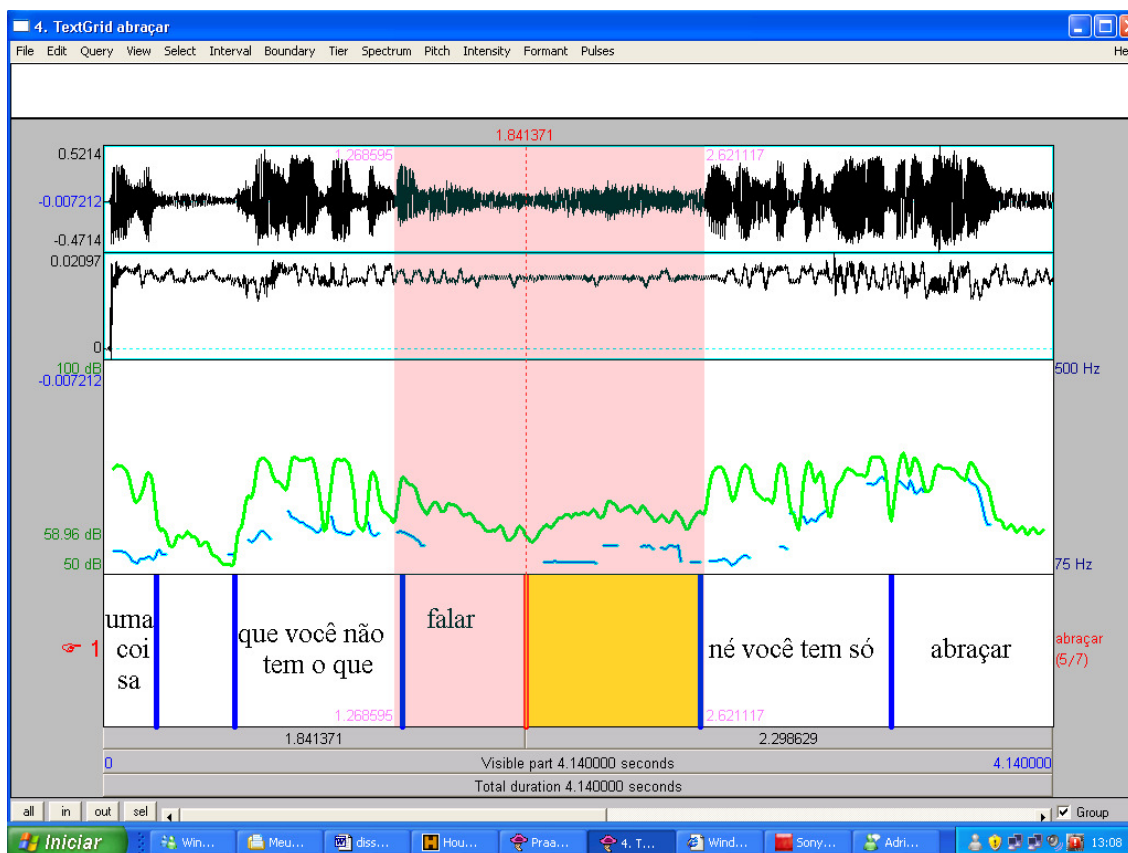 4. TextGrid abraçar
File Edit Query View Select Interval Boundary Tier Spectrum Pitch Intensity Formant Pulses He
1.841371
0.5214 1.268595 2.621117
-0.007212
-0.4714
0.02097
0
100 dB 500 Hz
-0.007212
58.96 dB
50 dB 75 Hz
uma
coi
sa
que você não
tem o que
falar
né você tem só
abraçar
☞ 1
abraçar
(5/7)
1.268595 2.621117
1.841371 2.298629
0 Visible part 4.140000 seconds 4.140000
Total duration 4.140000 seconds
all in out sel Group
Iniciar Win... Meu... diss... Hou... Praa... 4. T... Wind... Sony... Adri... 13:08